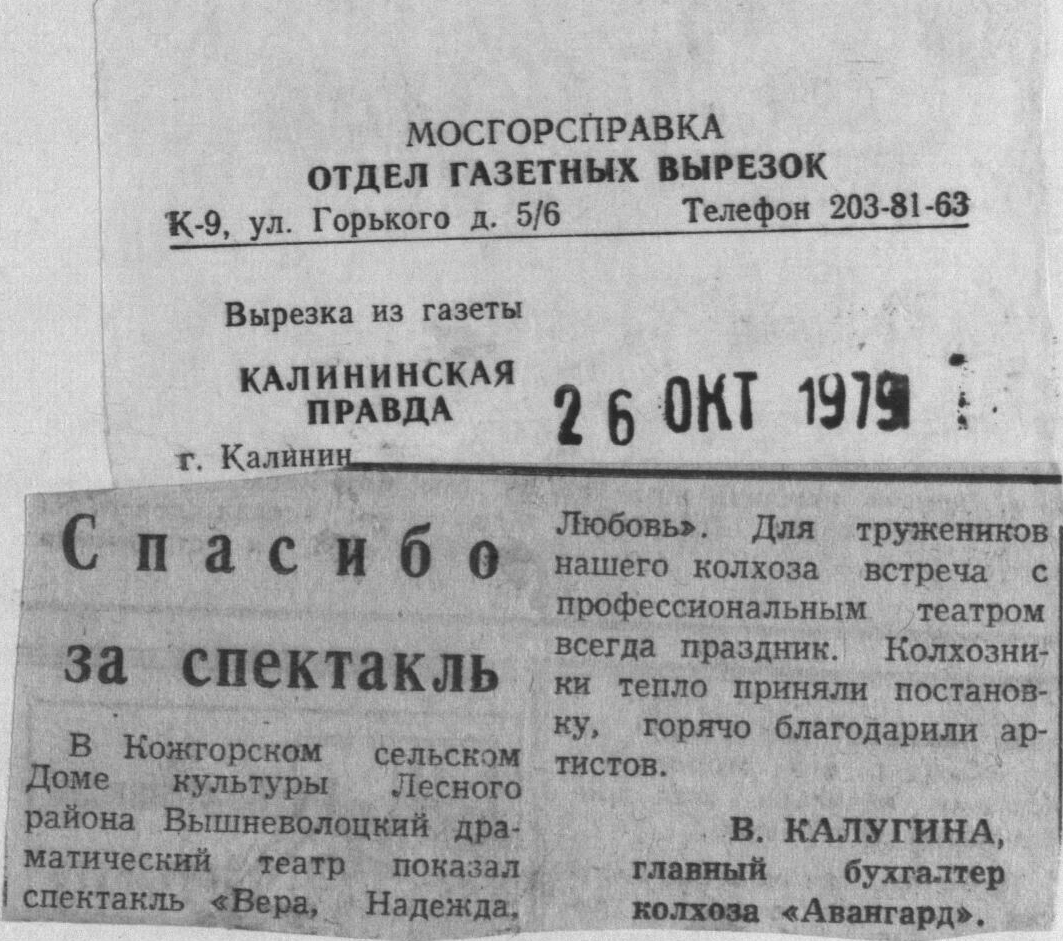 МОСГОРСПРАВКА
ОТДЕЛ ГАЗЕТНЫХ ВЫРЕЗОК
К-9, ул. Горького д. 5/6 Телефон 203-81-63
Вырезка из газеты
КАЛИНИНСКАЯ
ПРАВДА
26 ОКТ 1979
г. Калинин
Спасибо
за спектакль
В Кожгорском сельском
Доме культуры Лесного
района Вышневолоцкий дра-
матический театр показал
спектакль «Вера, Надежда,
Любовь». Для тружеников
нашего колхоза встреча с
профессиональным театром
всегда праздник. Колхозни-
ки тепло приняли постанов-
ку, горячо благодарили ар-
тистов.
В. КАЛУГИНА,
главный бухгалтер
колхоза «Авангард».